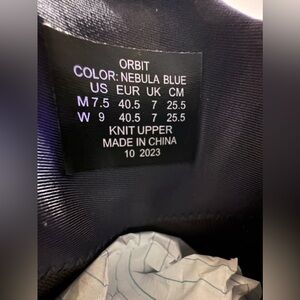 ORBIT
COLOR: NEBULA BLUE
US EUR UK CM
M 7.5 40.5 7 25.5
W 9 40.5 7 25.5
KNIT UPPER
MADE IN CHINA
10 2023